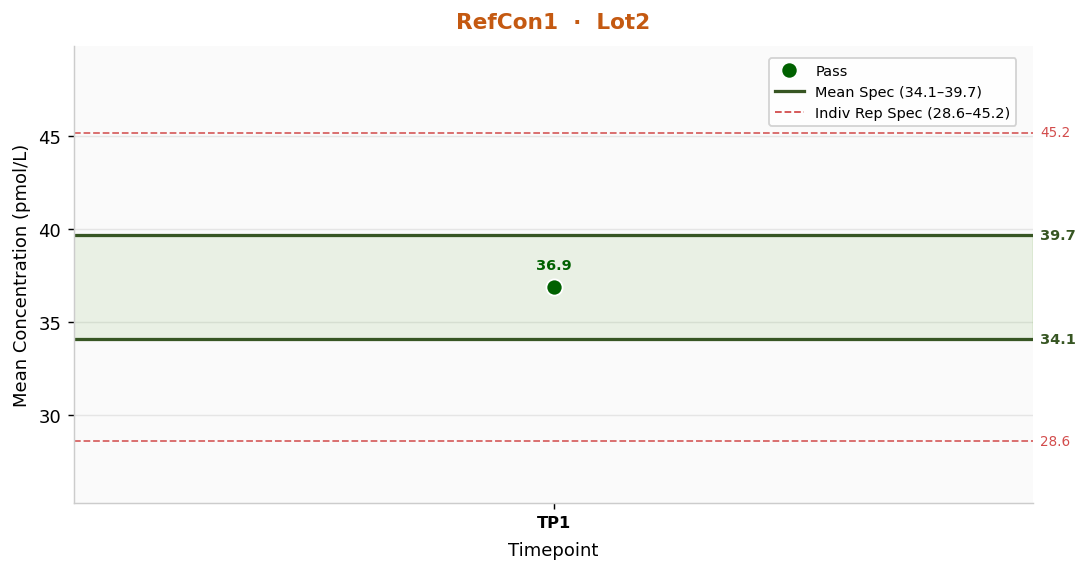 RefCon1 · Lot2
Pass
Mean Spec (34.1–39.7)
Indiv Rep Spec (28.6–45.2)
Mean Concentration (pmol/L)
45
40
35
30
45.2
39.7
34.1
28.6
36.9
TP1
Timepoint